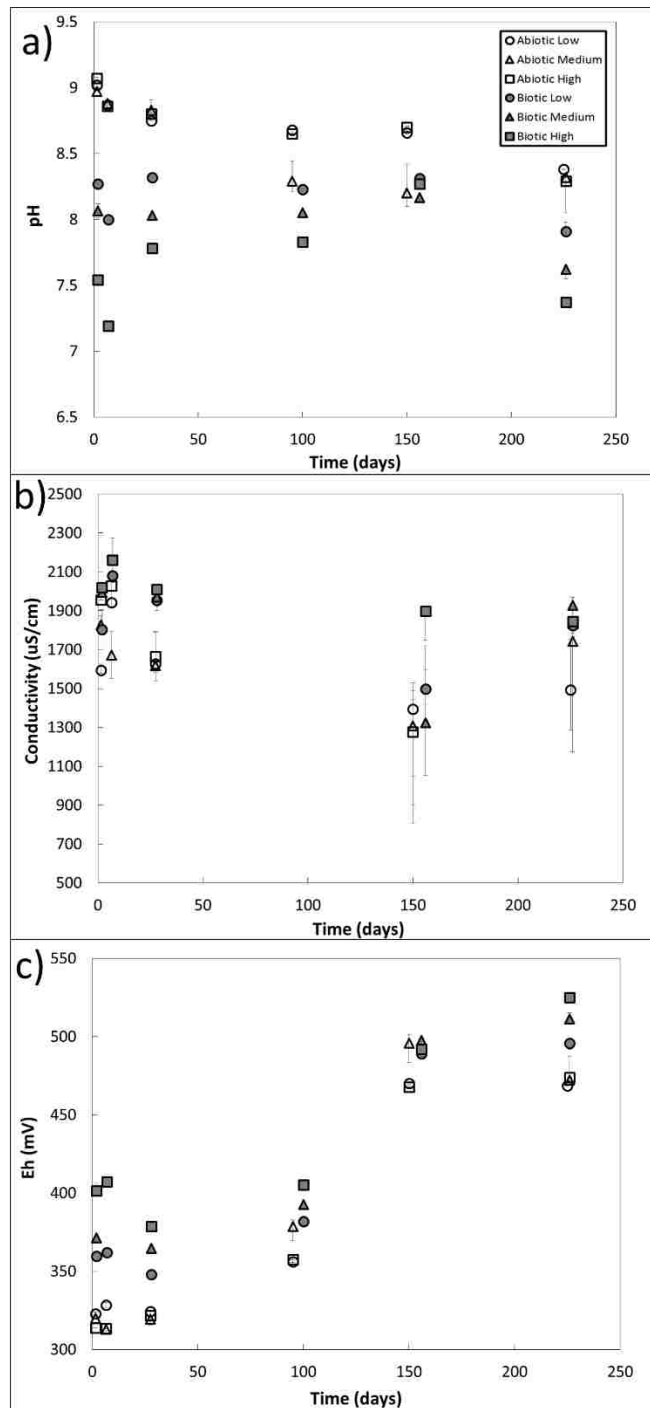 a)
9.5
9
8.5
8
7.5
7
6.5
pH
0 50 100 150 200 250
Time (days)
Abiotic Low
Abiotic Medium
Abiotic High
Biotic Low
Biotic Medium
Biotic High
b)
2500
2300
2100
1900
1700
1500
1300
1100
900
700
500
Conductivity (uS/cm)
0 50 100 150 200 250
Time (days)
c)
550
500
450
400
350
300
Eh (mV)
0 50 100 150 200 250
Time (days)